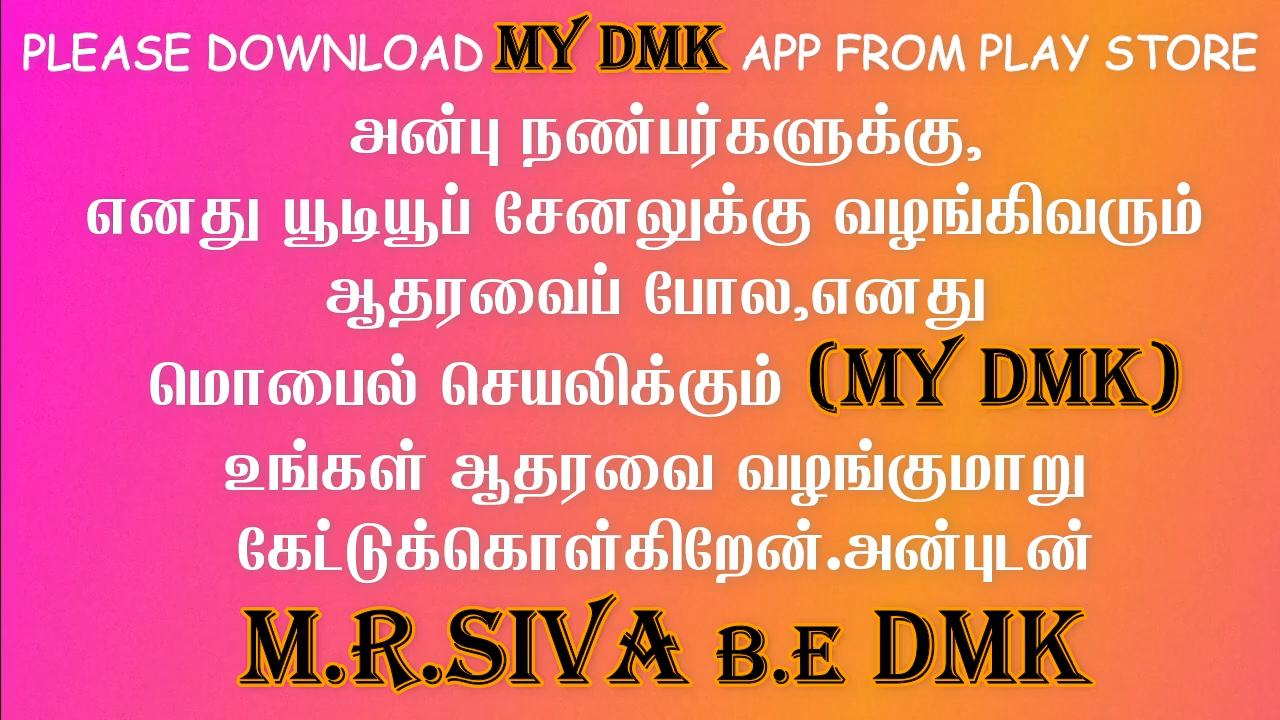 PLEASE DOWNLOAD MY DMK APP FROM PLAY STORE
அன்பு நண்பர்களுக்கு,
எனது யூடியூப் சேனலுக்கு வழங்கிவரும்
ஆதரவைப் போல,எனது
மொபைல் செயலிக்கும் (MY DMK)
உங்கள் ஆதரவை வழங்குமாறு
கேட்டுக்கொள்கிறேன்.அன்புடன்
M.R.SIVA B.E DMK